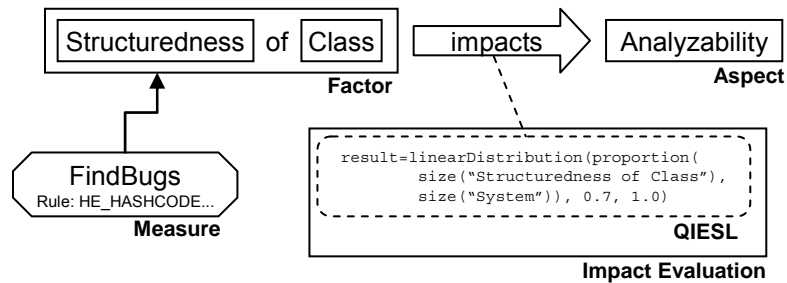 Structuredness of Class impacts Analyzability
Factor
Aspect
FindBugs
Rule: HE_HASHCODE...
Measure
result=linearDistribution(proportion(
size(“Structuredness of Class”),
size(“System”)), 0.7, 1.0)
QIESL
Impact Evaluation